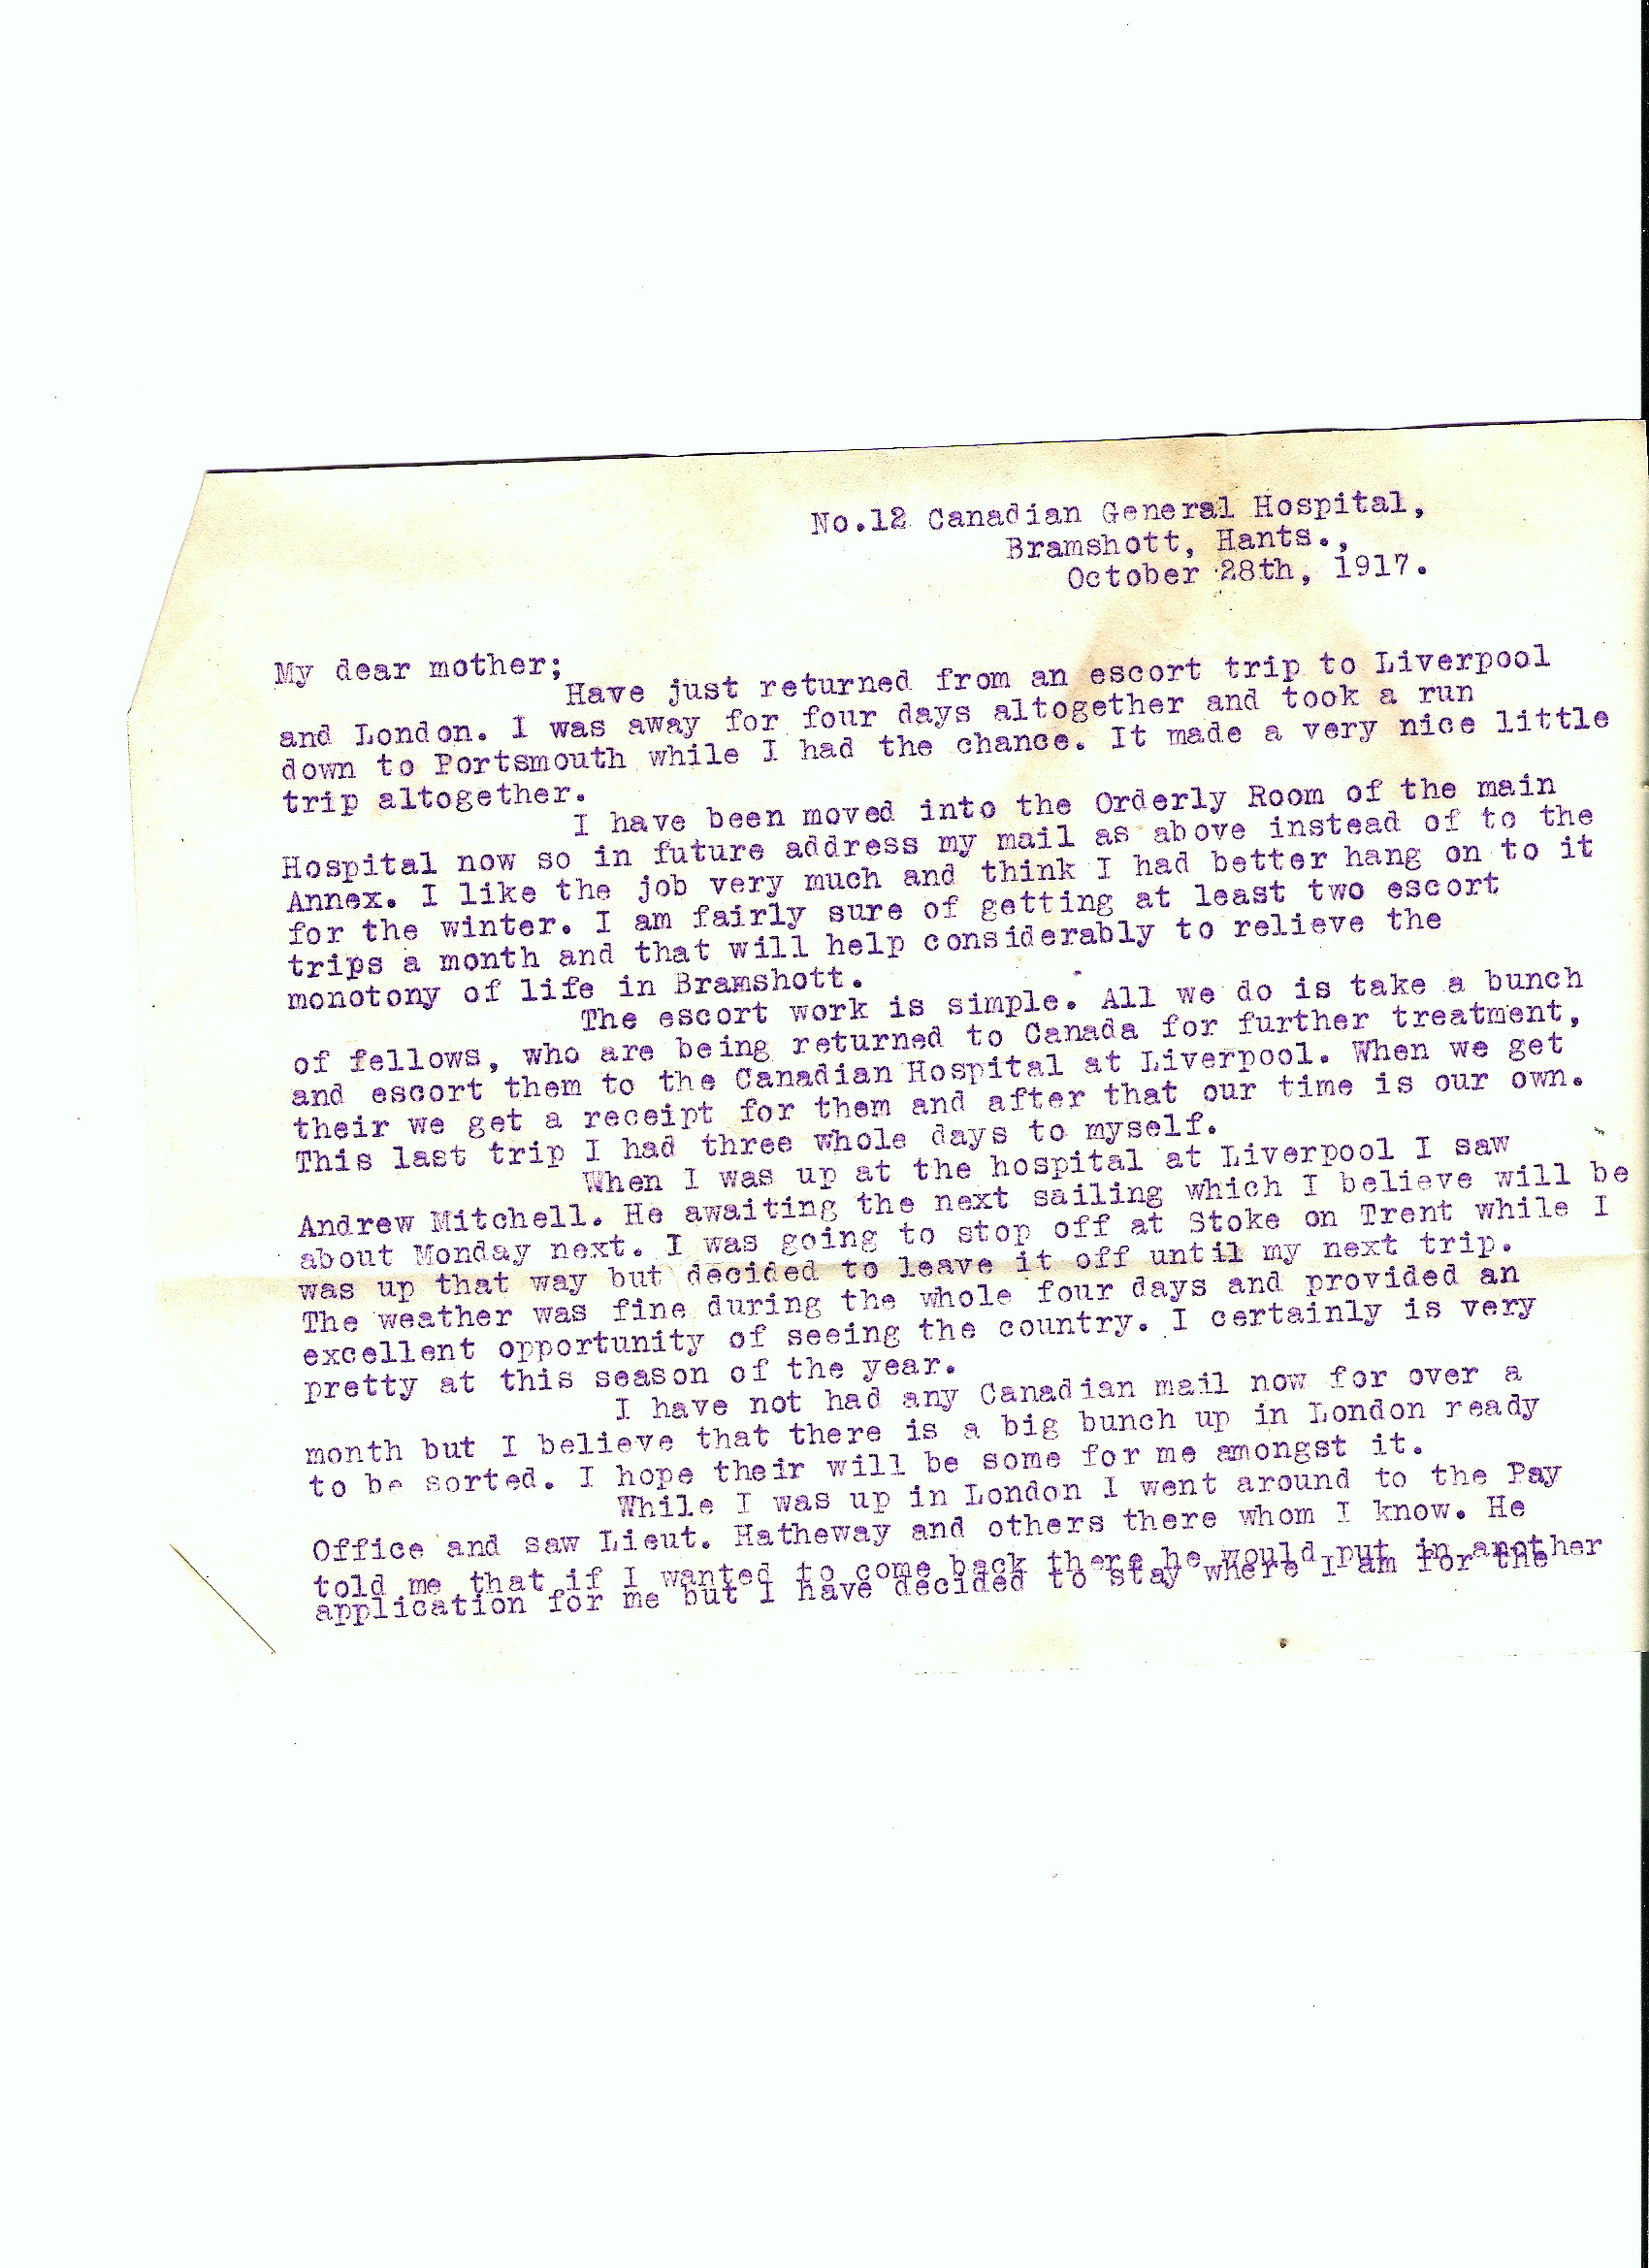 No.12 Canadian General Hospital,
Bramshott, Hants.,
October 28th, 1917.
My dear mother;
Have just returned from an escort trip to Liverpool
and London. I was away for four days altogether and took a run
down to Portsmouth while I had the chance. It made a very nice little
trip altogether.
I have been moved into the Orderly Room of the main
Hospital now so in future address my mail as above instead of to the
Annex. I like the job very much and think I had better hang on to it
for the winter. I am fairly sure of getting at least two escort
trips a month and that will help considerably to relieve the
monotony of life in Bramshott.
The escort work is simple. All we do is take a bunch
of fellows, who are being returned to Canada for further treatment,
and escort them to the Canadian Hospital at Liverpool. When we get
their we get a receipt for them and after that our time is our own.
This last trip I had three whole days to myself.
When I was up at the hospital at Liverpool I saw
Andrew Mitchell. He awaiting the next sailing which I believe will be
about Monday next. I was going to stop off at Stoke on Trent while I
was up that way but decided to leave it off until my next trip.
The weather was fine during the whole four days and provided an
excellent opportunity of seeing the country. I certainly is very
pretty at this season of the year.
I have not had any Canadian mail now for over a
month but I believe that there is a big bunch up in London ready
to be sorted. I hope their will be some for me amongst it.
While I was up in London I went around to the Pay
Office and saw Lieut. Hatheway and others there whom I know. He
told me that if I wanted to come back there he would put in another
application for me but I have decided to stay where I am for the